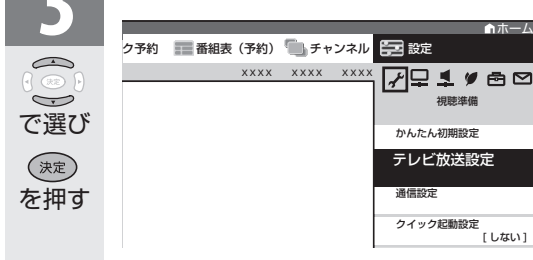 3
決定
で選び
決定
を押す
ホーム
ク予約 番組表（予約） チャンネル 設定
xxxx xxxx xxxx
視聴準備
かんたん初期設定
テレビ放送設定
通信設定
クイック起動設定
[しない]